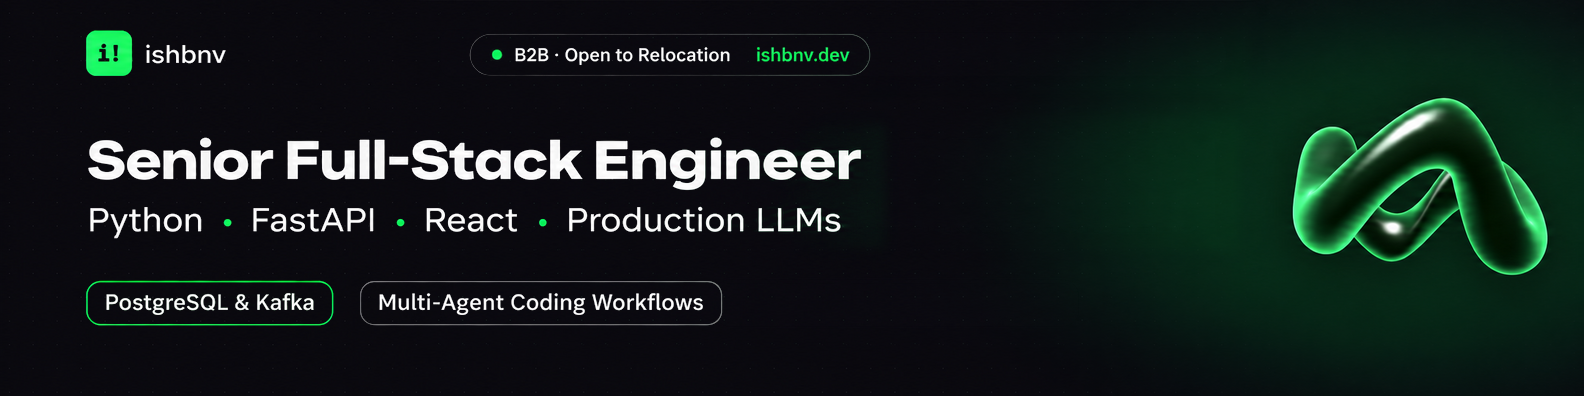 i! ishbnv
B2B · Open to Relocation ishbnv.dev
Senior Full-Stack Engineer
Python • FastAPI • React • Production LLMs
PostgreSQL & Kafka
Multi-Agent Coding Workflows